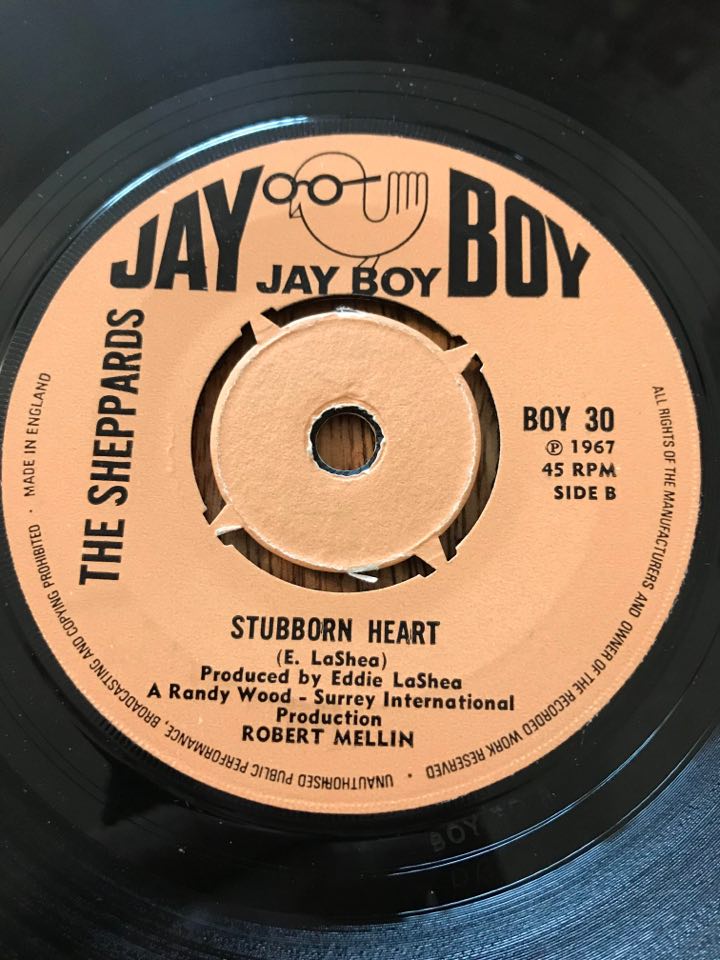 JAY BOY
JAY BOY
THE SHEPPARDS
BOY 30
Ⓟ 1967
45 RPM
SIDE B
STUBBORN HEART
(E. LaShea)
Produced by Eddie LaShea
A Randy Wood - Surrey International
Production
ROBERT MELLIN
ALL RIGHTS OF THE MANUFACTURERS AND OWNER OF THE RECORDED WORK RESERVED • UNAUTHORISED PUBLIC PERFORMANCE, BROADCASTING AND COPYING PROHIBITED • MADE IN ENGLAND
BOY